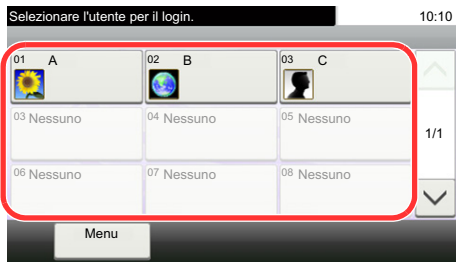 Selezionare l'utente per il login. 10:10
01 A 02 B 03 C
03 Nessuno 04 Nessuno 05 Nessuno
1/1
06 Nessuno 07 Nessuno 08 Nessuno
Menu